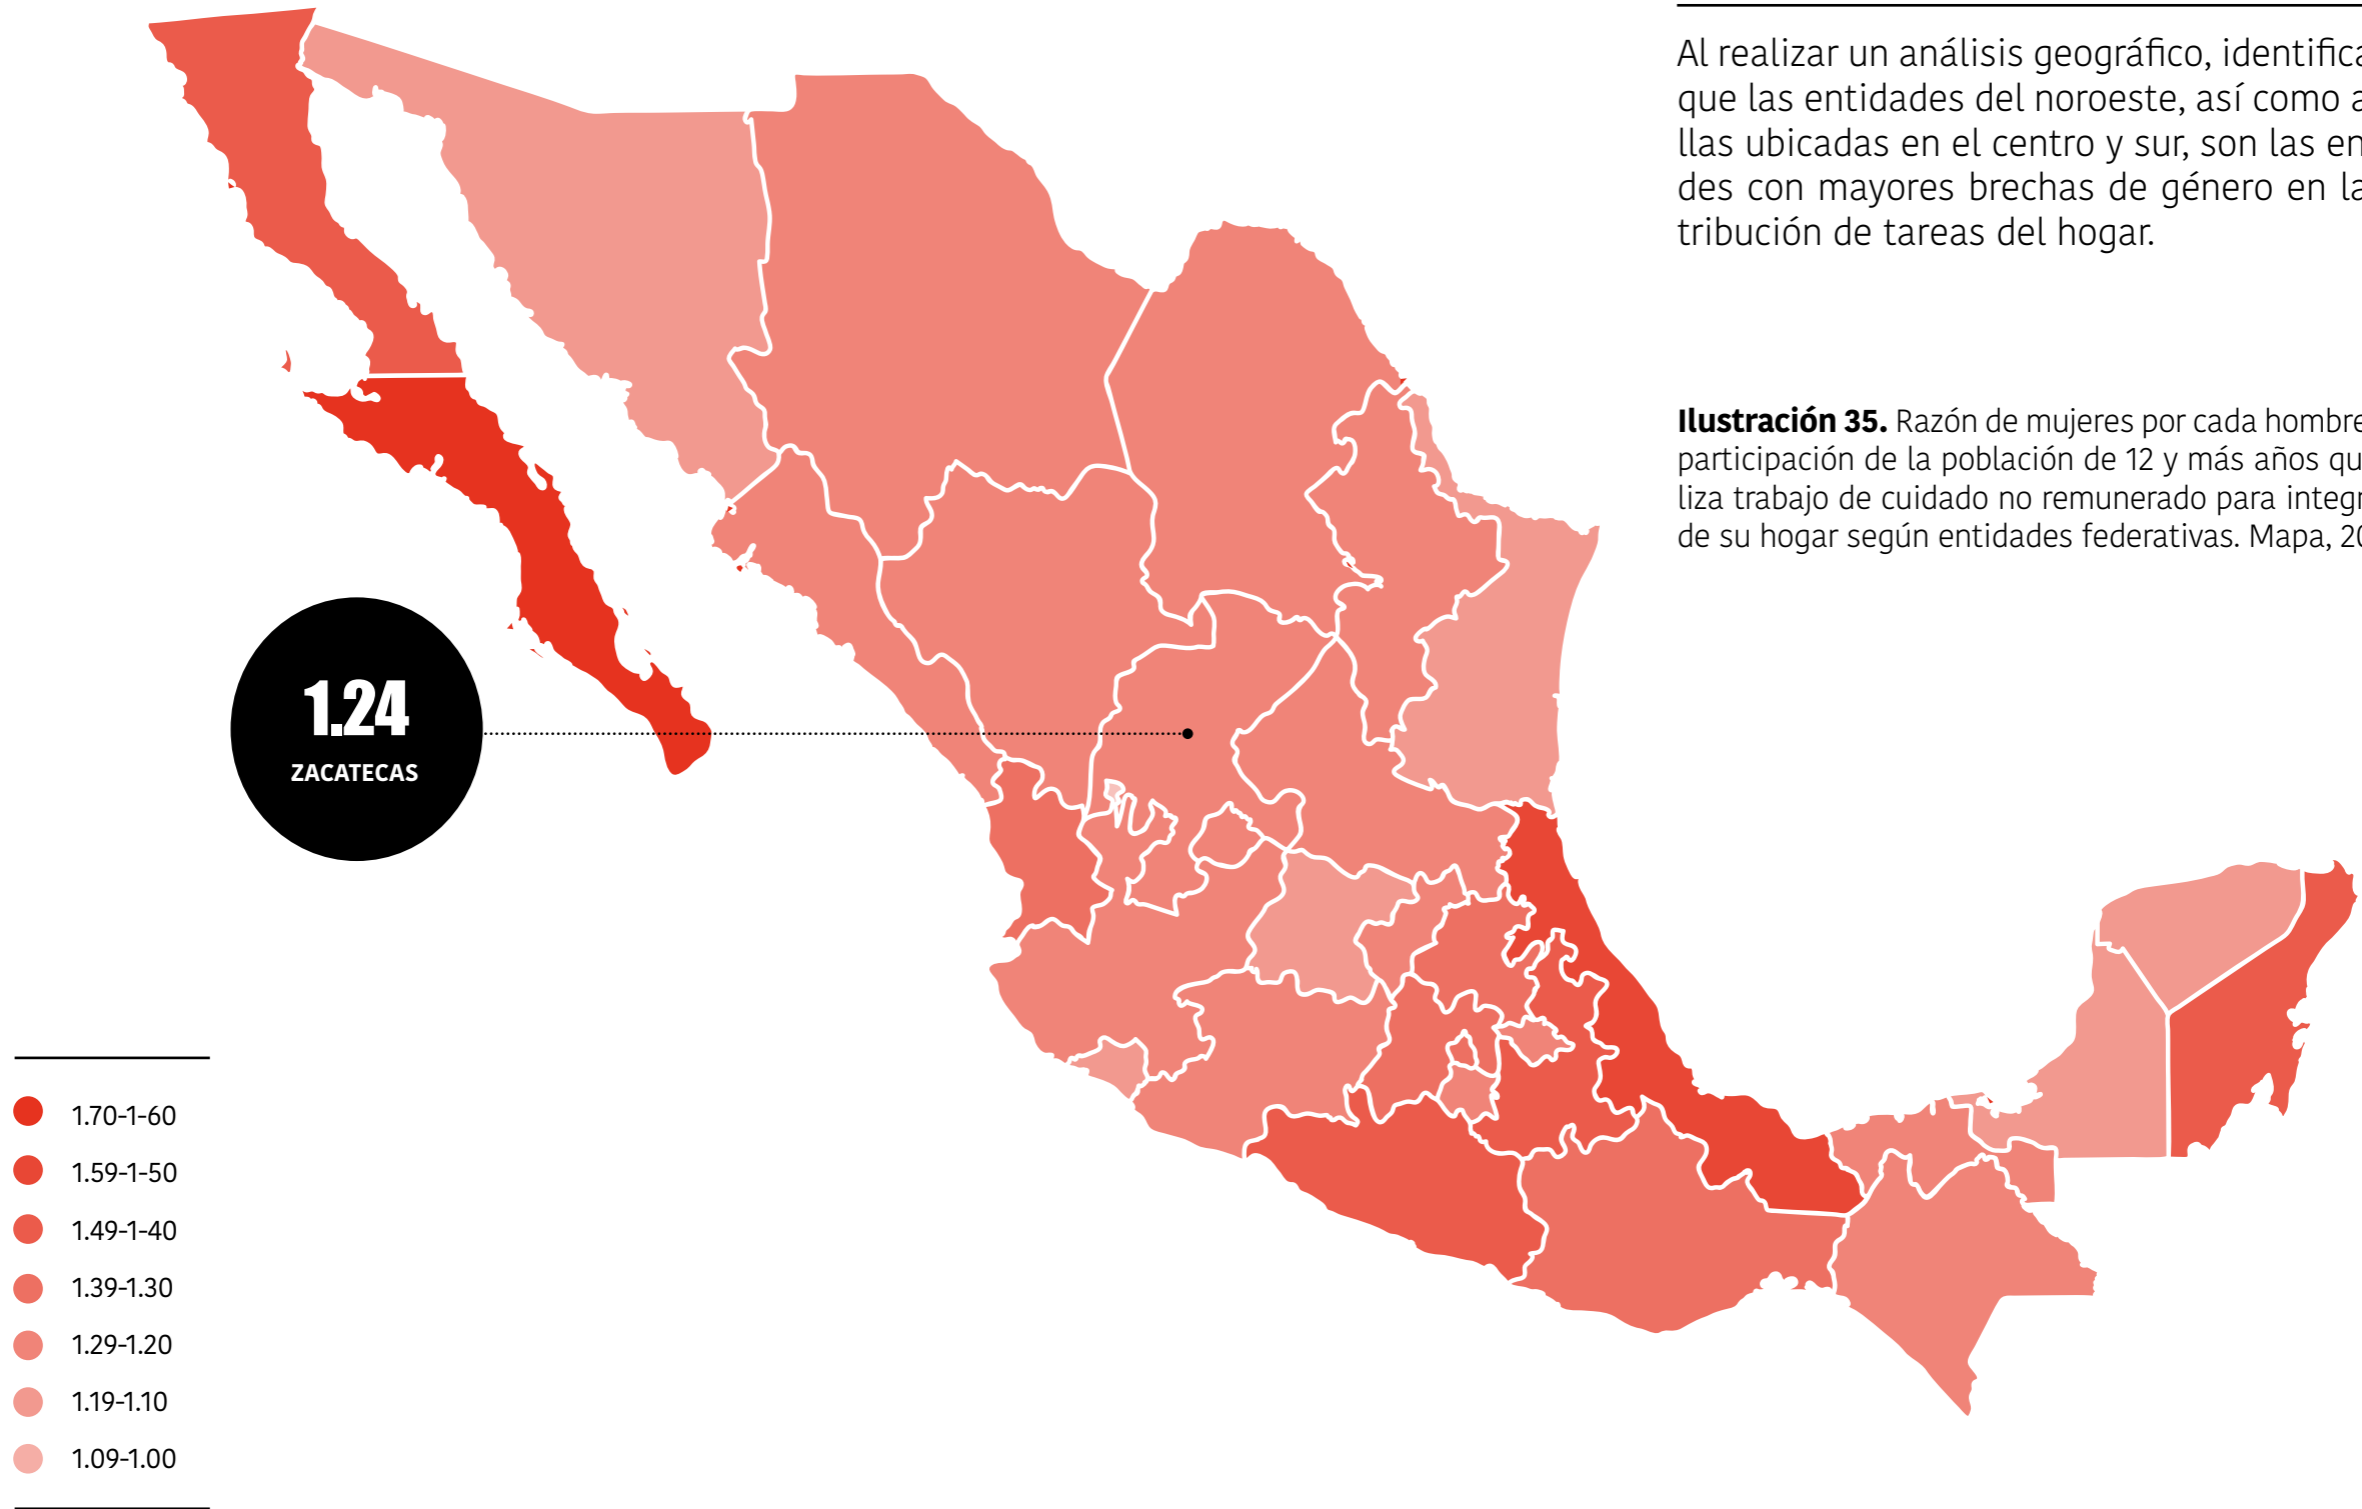 Al realizar un análisis geográfico, identifica
que las entidades del noroeste, así como a
llas ubicadas en el centro y sur, son las en
des con mayores brechas de género en la
tribución de tareas del hogar.
Ilustración 35. Razón de mujeres por cada hombre
participación de la población de 12 y más años qu
liza trabajo de cuidado no remunerado para integr
de su hogar según entidades federativas. Mapa, 20
1.24
ZACATECAS
1.70-1-60
1.59-1-50
1.49-1-40
1.39-1.30
1.29-1.20
1.19-1.10
1.09-1.00